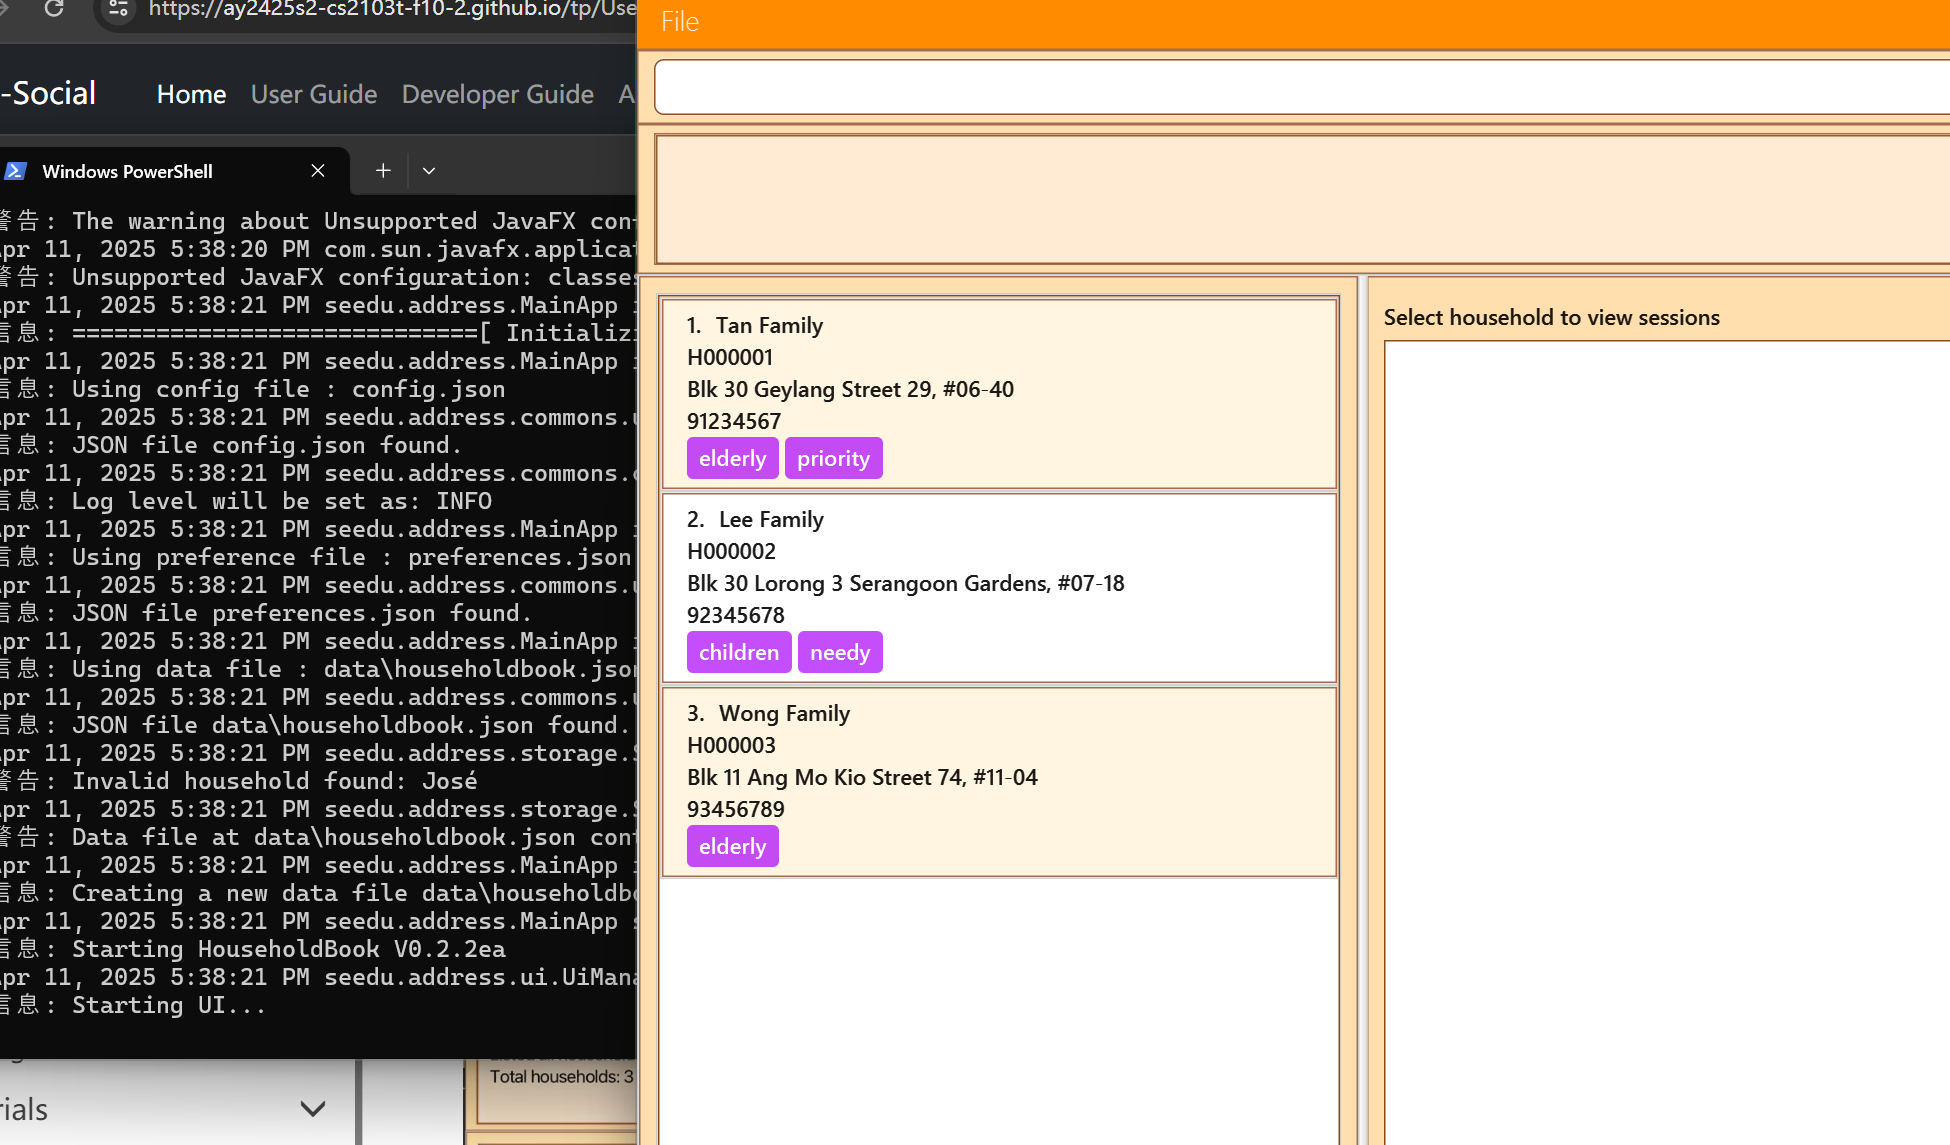 https://ay2425s2-cs2103t-f10-2.github.io/tp/Use
-Social
Home
User Guide
Developer Guide
A
Windows PowerShell
警告: The warning about Unsupported JavaFX con
pr 11, 2025 5:38:20 PM com.sun.javafx.applicat
警告: Unsupported JavaFX configuration: classes
pr 11, 2025 5:38:21 PM seedu.address.MainApp i
信息: =============================[ Initializi
pr 11, 2025 5:38:21 PM seedu.address.MainApp i
信息: Using config file : config.json
pr 11, 2025 5:38:21 PM seedu.address.commons.u
信息: JSON file config.json found.
pr 11, 2025 5:38:21 PM seedu.address.commons.c
信息: Log level will be set as: INFO
pr 11, 2025 5:38:21 PM seedu.address.MainApp i
信息: Using preference file : preferences.json
pr 11, 2025 5:38:21 PM seedu.address.commons.u
信息: JSON file preferences.json found.
pr 11, 2025 5:38:21 PM seedu.address.MainApp i
信息: Using data file : data\householdbook.json
pr 11, 2025 5:38:21 PM seedu.address.commons.u
信息: JSON file data\householdbook.json found.
pr 11, 2025 5:38:21 PM seedu.address.storage.S
警告: Invalid household found: José
pr 11, 2025 5:38:21 PM seedu.address.storage.S
警告: Data file at data\householdbook.json cont
pr 11, 2025 5:38:21 PM seedu.address.MainApp i
信息: Creating a new data file data\householdbo
pr 11, 2025 5:38:21 PM seedu.address.MainApp s
信息: Starting HouseholdBook V0.2.2ea
pr 11, 2025 5:38:21 PM seedu.address.ui.UiMana
信息: Starting UI...
Total households: 3
rials
File
1. Tan Family
H000001
Blk 30 Geylang Street 29, #06-40
91234567
elderly
priority
2. Lee Family
H000002
Blk 30 Lorong 3 Serangoon Gardens, #07-18
92345678
children
needy
3. Wong Family
H000003
Blk 11 Ang Mo Kio Street 74, #11-04
93456789
elderly
Select household to view sessions